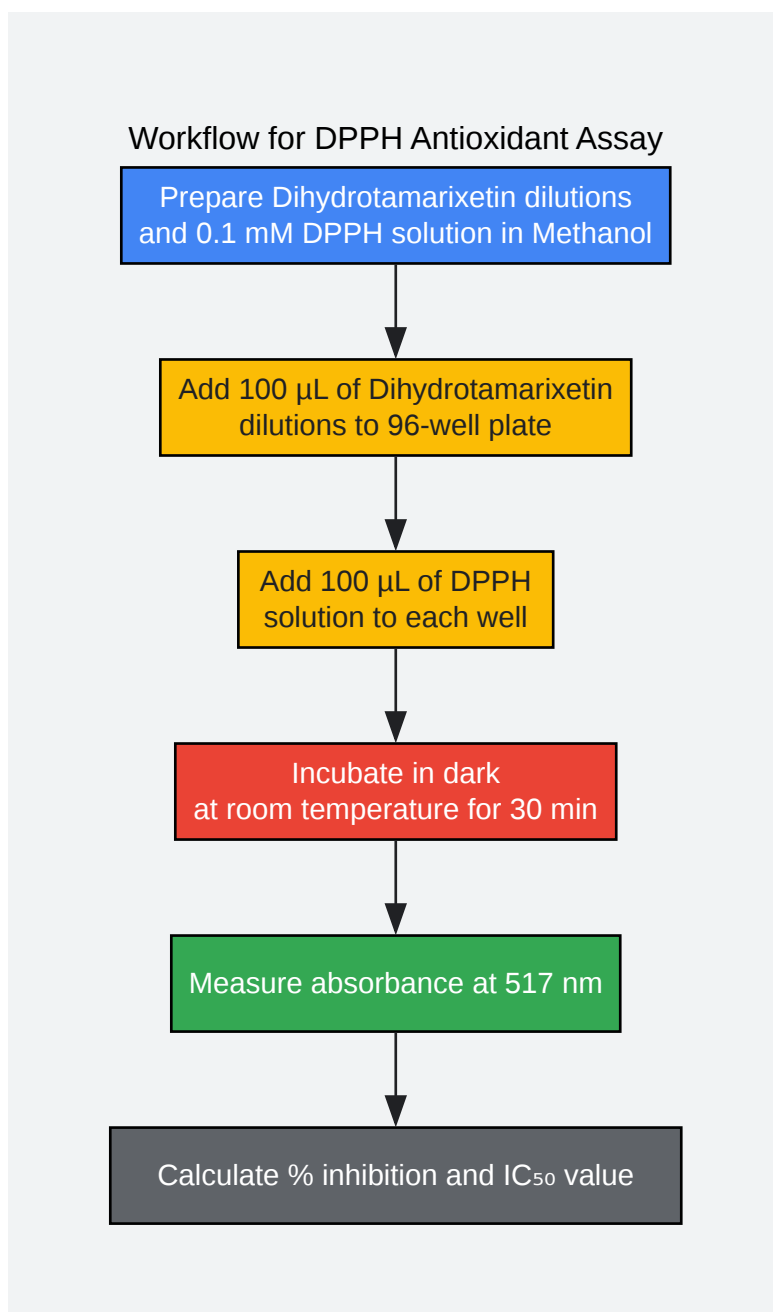 Workflow for DPPH Antioxidant Assay
Prepare Dihydrotamarixetin dilutions
and 0.1 mM DPPH solution in Methanol
Add 100 µL of Dihydrotamarixetin
dilutions to 96-well plate
Add 100 µL of DPPH
solution to each well
Incubate in dark
at room temperature for 30 min
Measure absorbance at 517 nm
Calculate % inhibition and IC₅₀ value